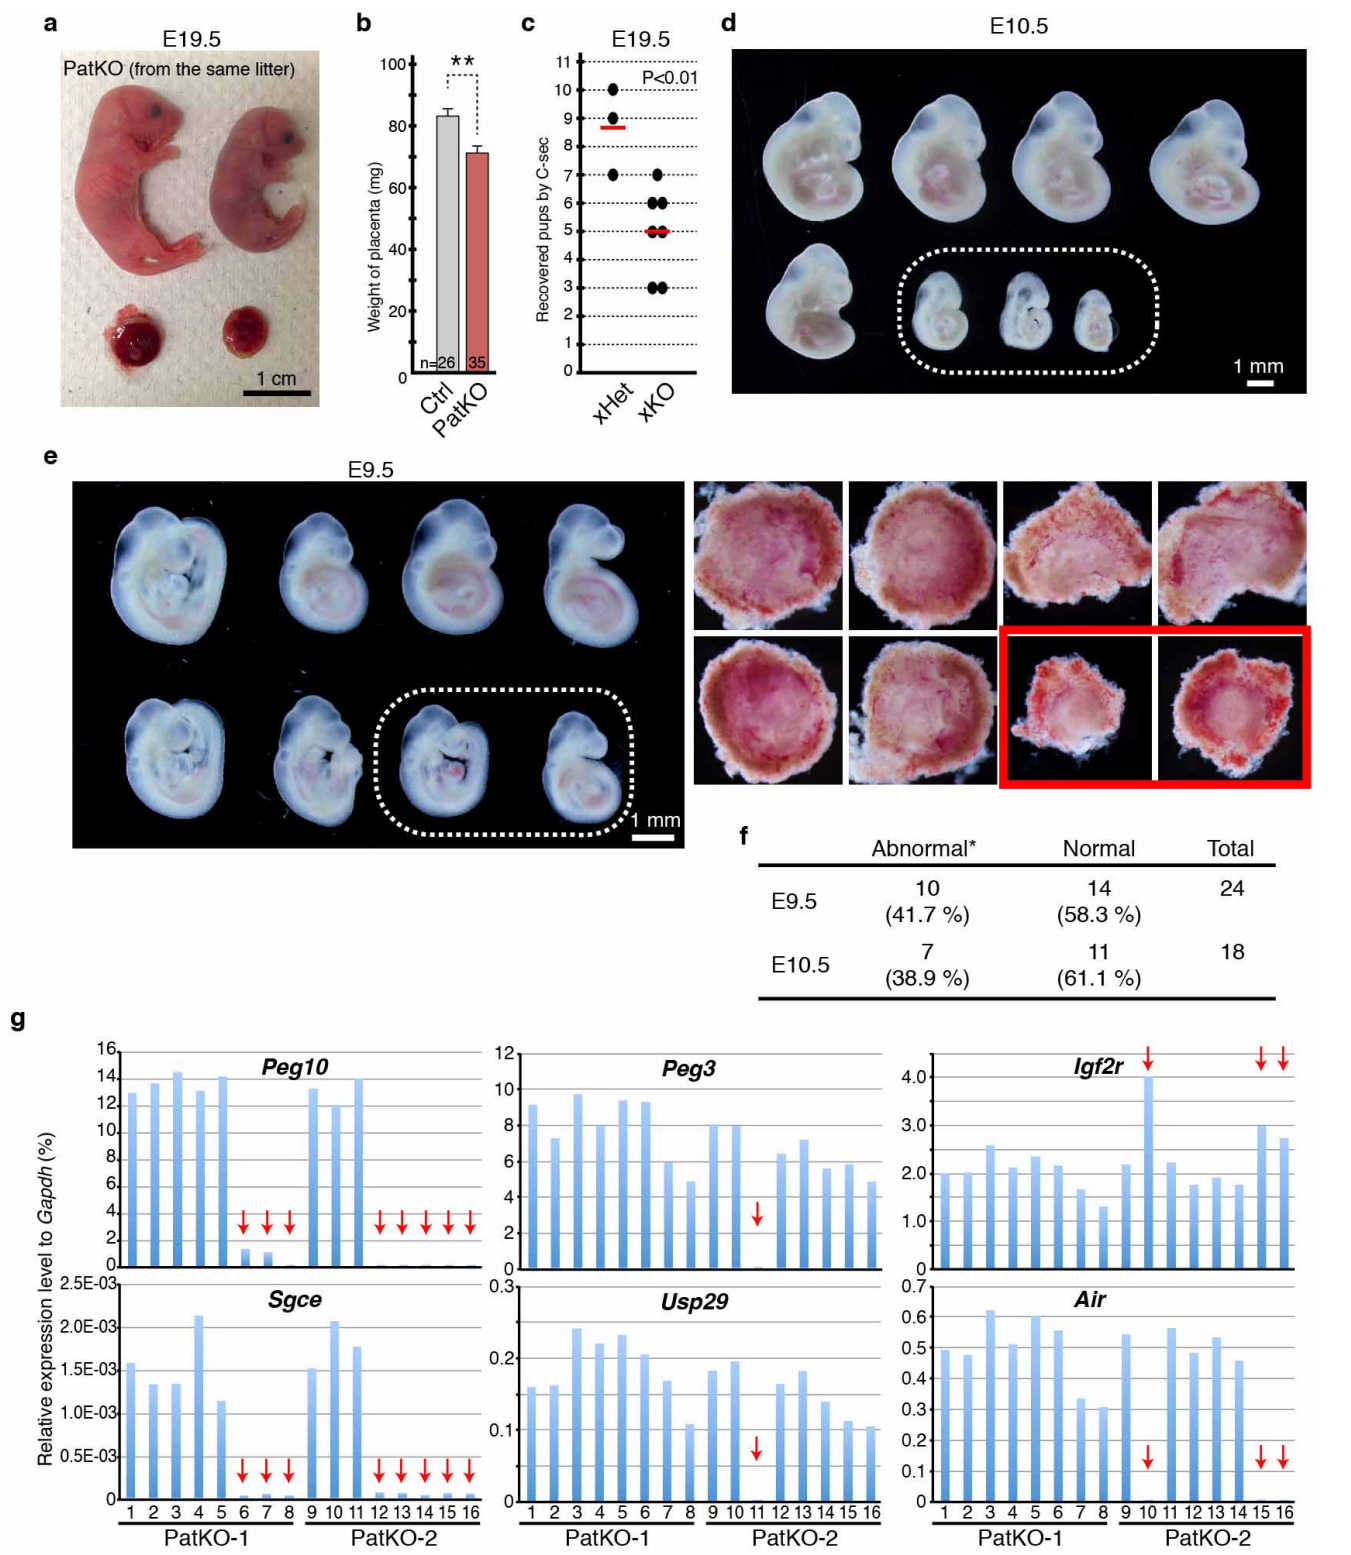 a
E19.5
PatKO (from the same litter)
1 cm
b
100
80
60
40
20
0
Weight of placenta (mg)
**
n=26
35
Ctrl
PatKO
c
E19.5
P<0.01
11
10
9
8
7
6
5
4
3
2
1
0
Recovered pups by C-sec
xHet
xKO
d
E10.5
1 mm
e
E9.5
1 mm
f
Abnormal* Normal Total
E9.5 10 14 24
(41.7 %) (58.3 %)
E10.5 7 11 18
(38.9 %) (61.1 %)
g
Relative expression level to Gapdh (%)
Peg10
16
14
12
10
8
6
4
2
0
Peg3
12
10
8
6
4
2
0
Igf2r
4.0
3.0
2.0
1.0
0
Sgce
2.5E-03
2.0E-03
1.5E-03
1.0E-03
0.5E-03
0
1 2 3 4 5 6 7 8 9 10 11 12 13 14 15 16
PatKO-1 PatKO-2
Usp29
0.3
0.2
0.1
0
1 2 3 4 5 6 7 8 9 10 11 12 13 14 15 16
PatKO-1 PatKO-2
Air
0.7
0.6
0.5
0.4
0.3
0.2
0.1
0
1 2 3 4 5 6 7 8 9 10 11 12 13 14 15 16
PatKO-1 PatKO-2